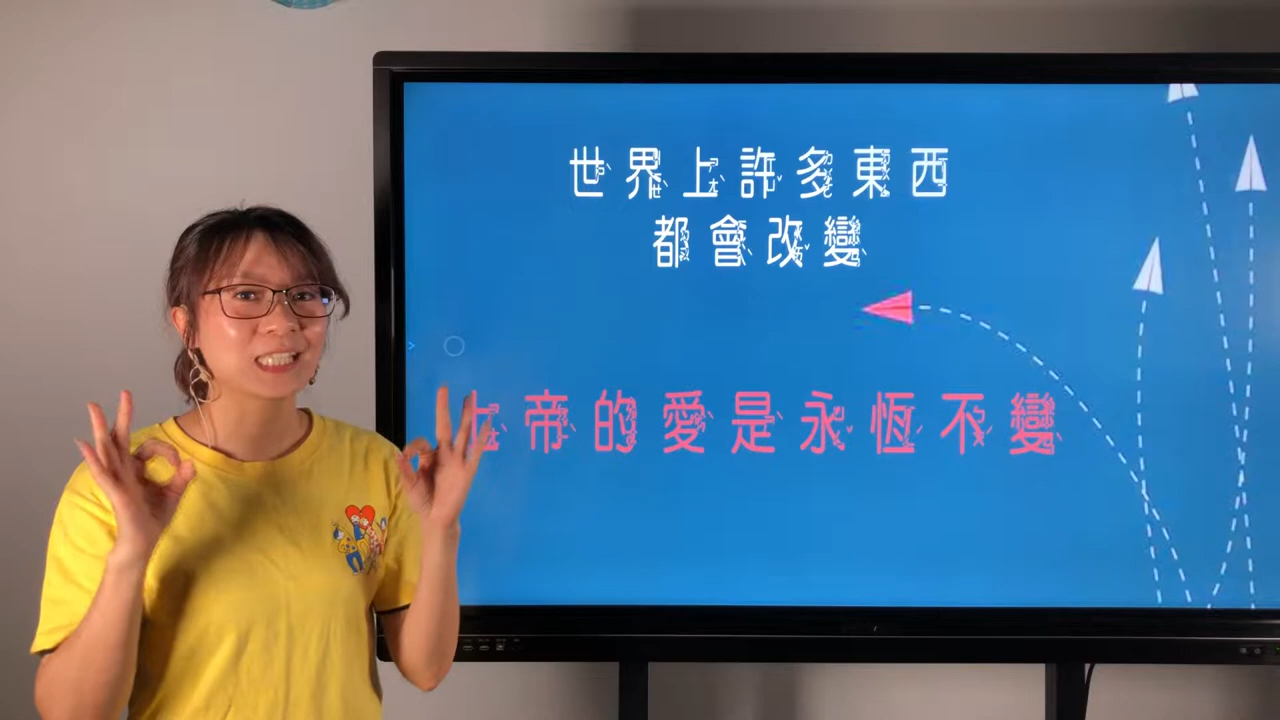 世界上許多東西
都會改變
上帝的愛是永恆不變